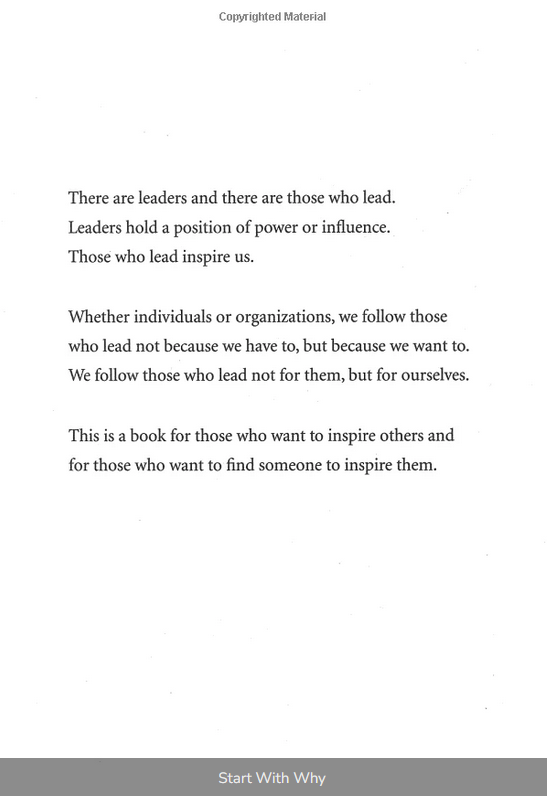 Copyrighted Material
There are leaders and there are those who lead.
Leaders hold a position of power or influence.
Those who lead inspire us.
Whether individuals or organizations, we follow those
who lead not because we have to, but because we want to.
We follow those who lead not for them, but for ourselves.
This is a book for those who want to inspire others and
for those who want to find someone to inspire them.
Start With Why